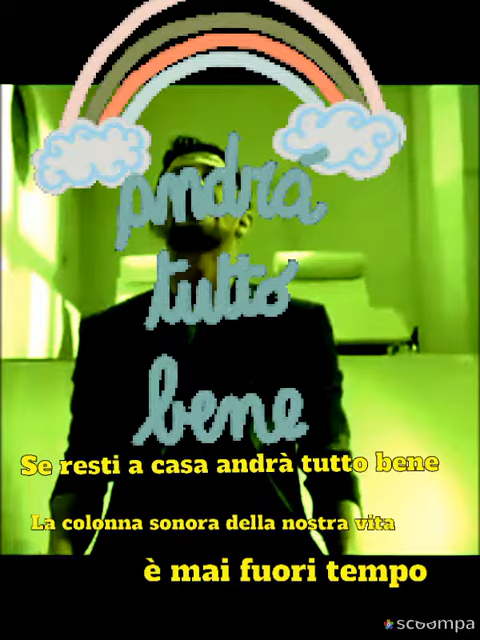 andrà
tutto
bene
Se resti a casa andrà tutto bene
La colonna sonora della nostra vita
è mai fuori tempo
scoompa